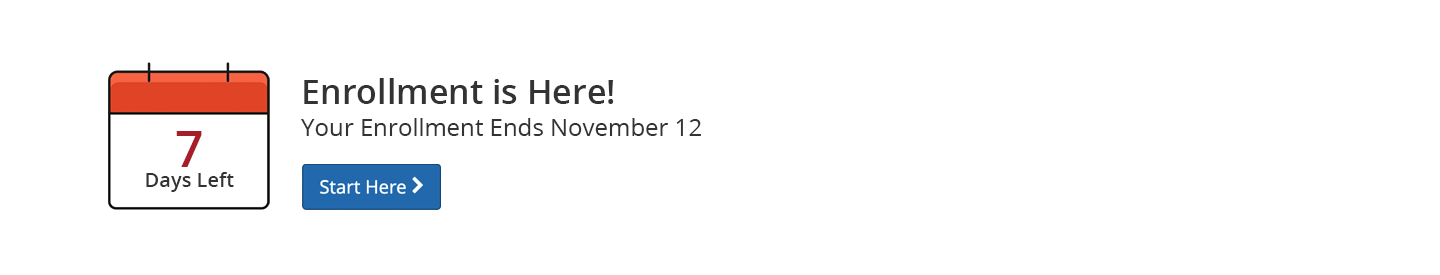 7
Days Left
Enrollment is Here!
Your Enrollment Ends November 12
Start Here